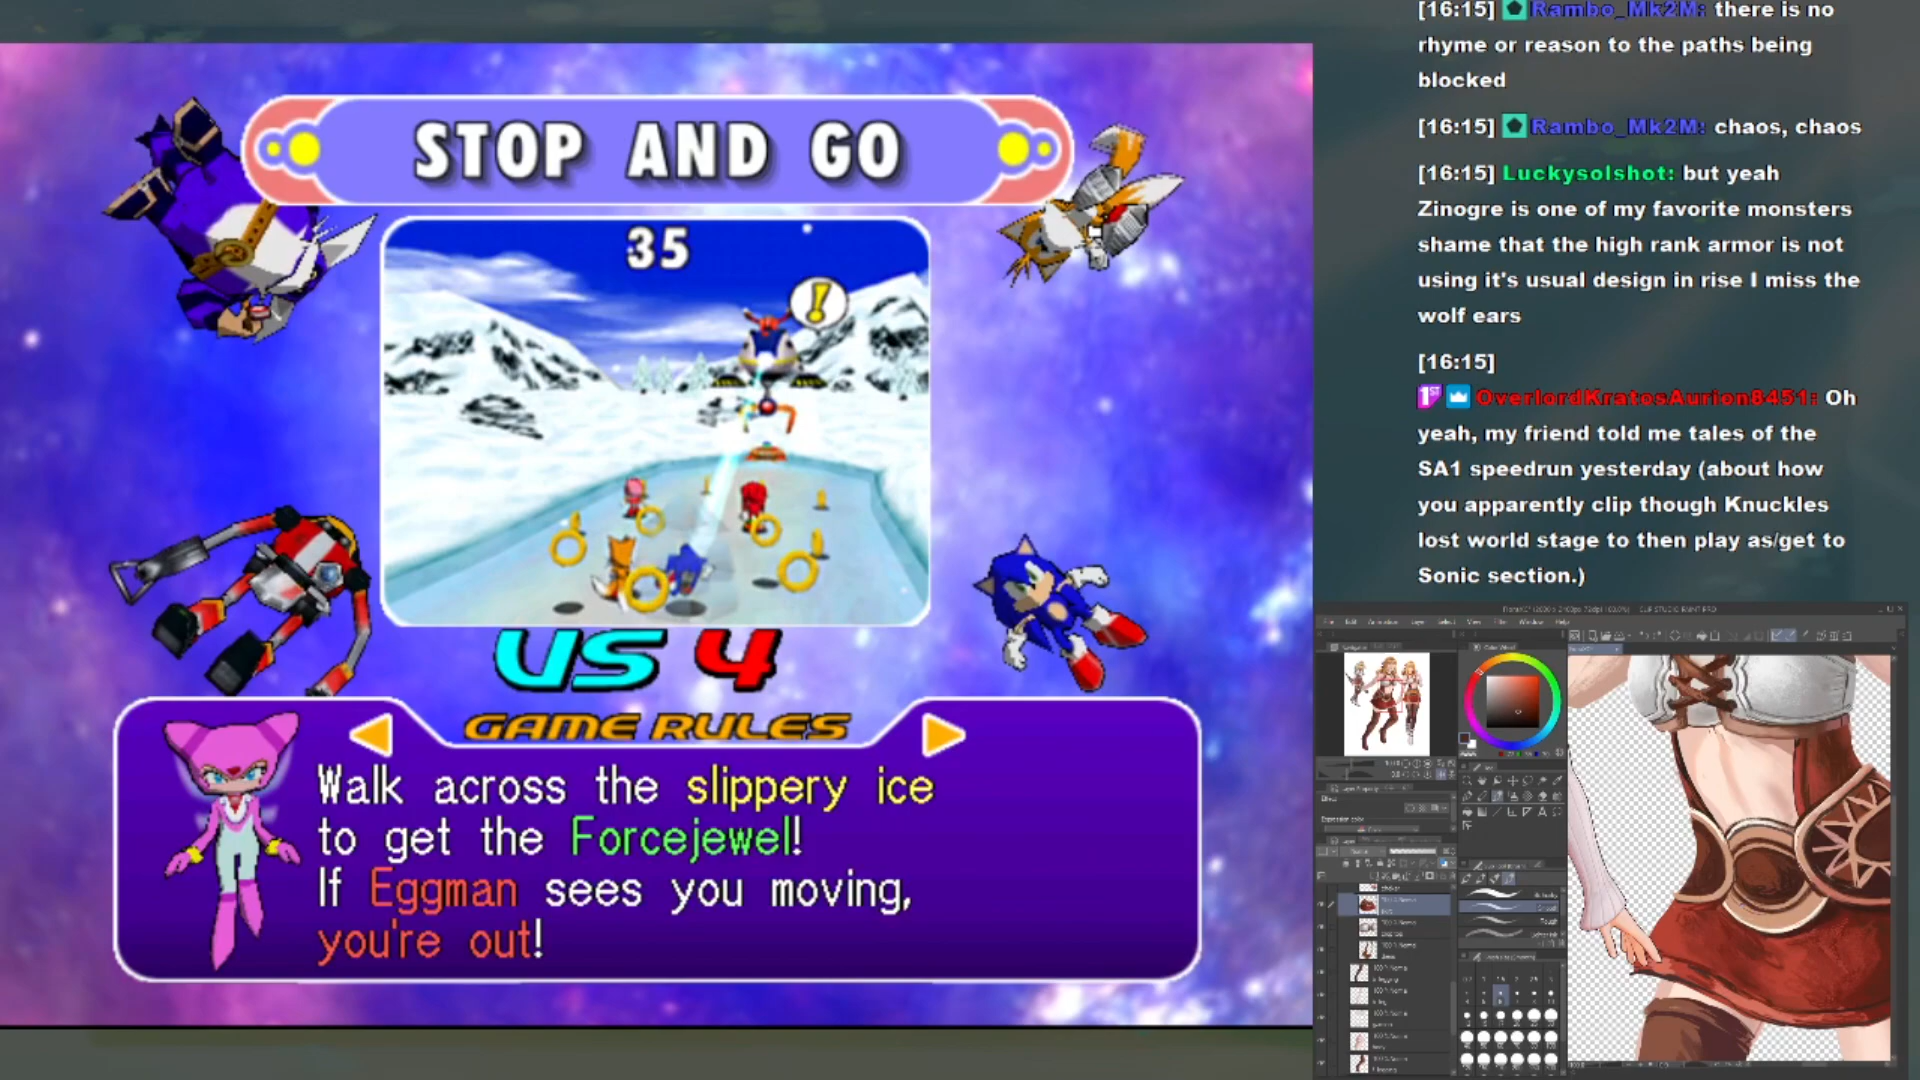 STOP AND GO
35
!
US 4
GAME RULES
Walk across the slippery ice
to get the Forcejewel!
If Eggman sees you moving,
you're out!
[16:15] Rambo_Mk2M: there is no
rhyme or reason to the paths being
blocked
[16:15] Rambo_Mk2M: chaos, chaos
[16:15] Luckysolshot: but yeah
Zinogre is one of my favorite monsters
shame that the high rank armor is not
using it's usual design in rise I miss the
wolf ears
[16:15]
1ST OverlordKratosAurion8451: Oh
yeah, my friend told me tales of the
SA1 speedrun yesterday (about how
you apparently clip though Knuckles
lost world stage to then play as/get to
Sonic section.)